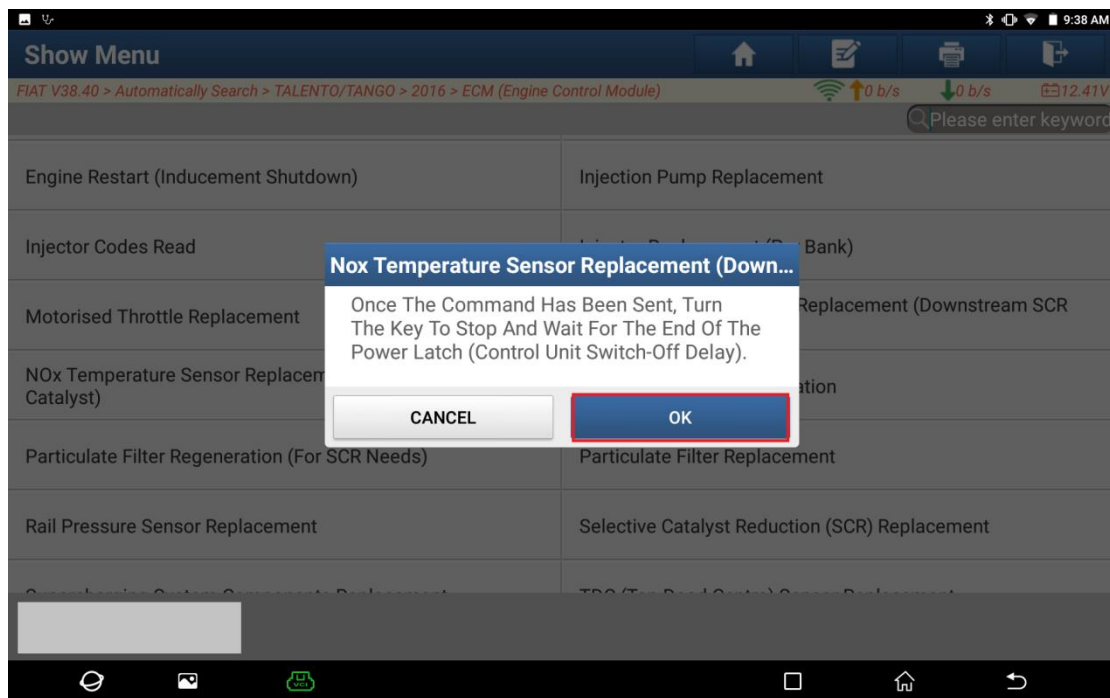 9:38 AM
Show Menu
FIAT V38.40 > Automatically Search > TALENTO/TANGO > 2016 > ECM (Engine Control Module)
0 b/s
0 b/s
12.41V
Please enter keyword
Engine Restart (Inducement Shutdown)
Injection Pump Replacement
Injector Codes Read
Bank)
Nox Temperature Sensor Replacement (Down...
Once The Command Has Been Sent, Turn
The Key To Stop And Wait For The End Of The
Power Latch (Control Unit Switch-Off Delay).
CANCEL
OK
Motorised Throttle Replacement
Replacement (Downstream SCR
NOx Temperature Sensor
Catalyst)
Particulate Filter Regeneration (For SCR Needs)
Particulate Filter Replacement
Rail Pressure Sensor Replacement
Selective Catalyst Reduction (SCR) Replacement
VCI